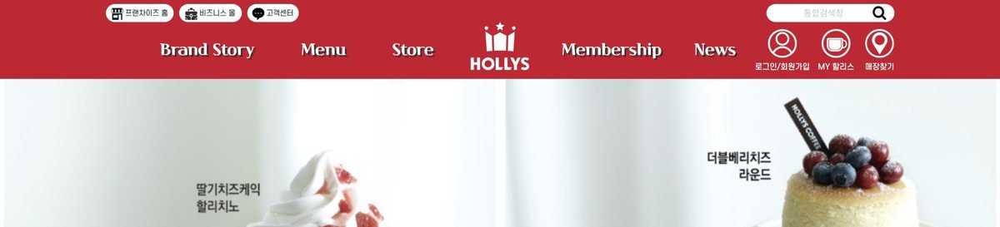 프랜차이즈 홈
비즈니스 몰
고객센터
통합검색창
Brand Story
Menu
Store
HOLLYS
Membership
News
로그인/회원가입
MY 할리스
매장찾기
딸기치즈케익
할리치노
더블베리치즈
라운드
HOLLYS COFFEE